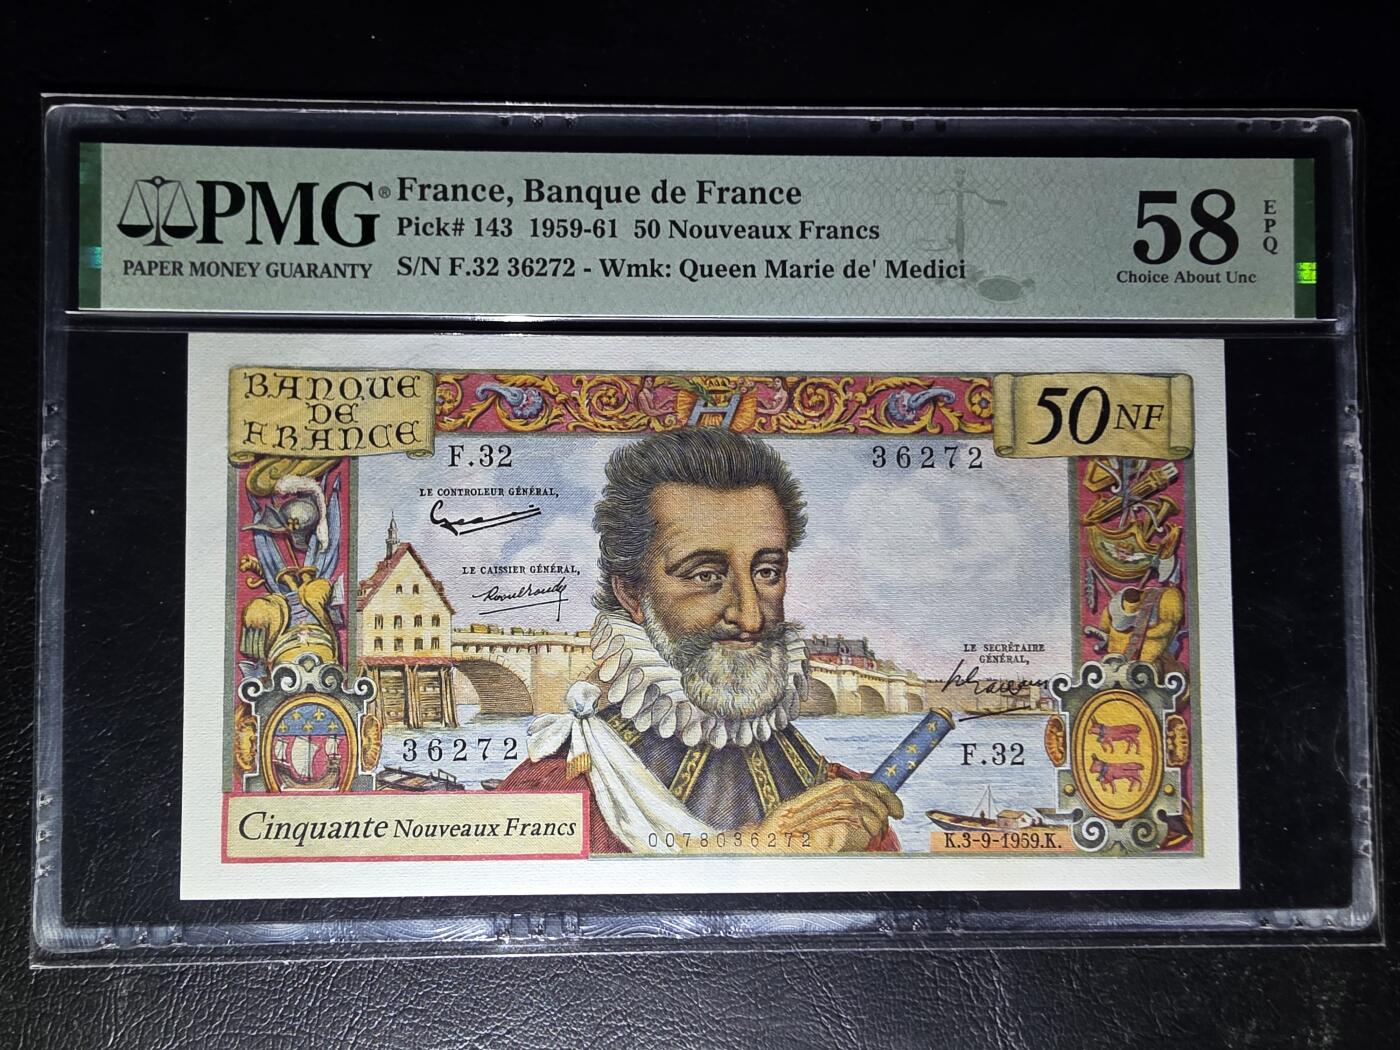 PMG®
PAPER MONEY GUARANTY
France, Banque de France
Pick# 143 1959-61 50 Nouveaux Francs
S/N F.32 36272 - Wmk: Queen Marie de' Medici
58
EPQ
Choice About Unc
BANQUE
DE
FRANCE
50 NF
F.32
36272
LE CONTROLEUR GÉNÉRAL,
LE CAISSIER GÉNÉRAL,
LE SECRÉTAIRE
GÉNÉRAL,
36272
F.32
Cinquante Nouveaux Francs
0078036272
K.3-9-1959.K.